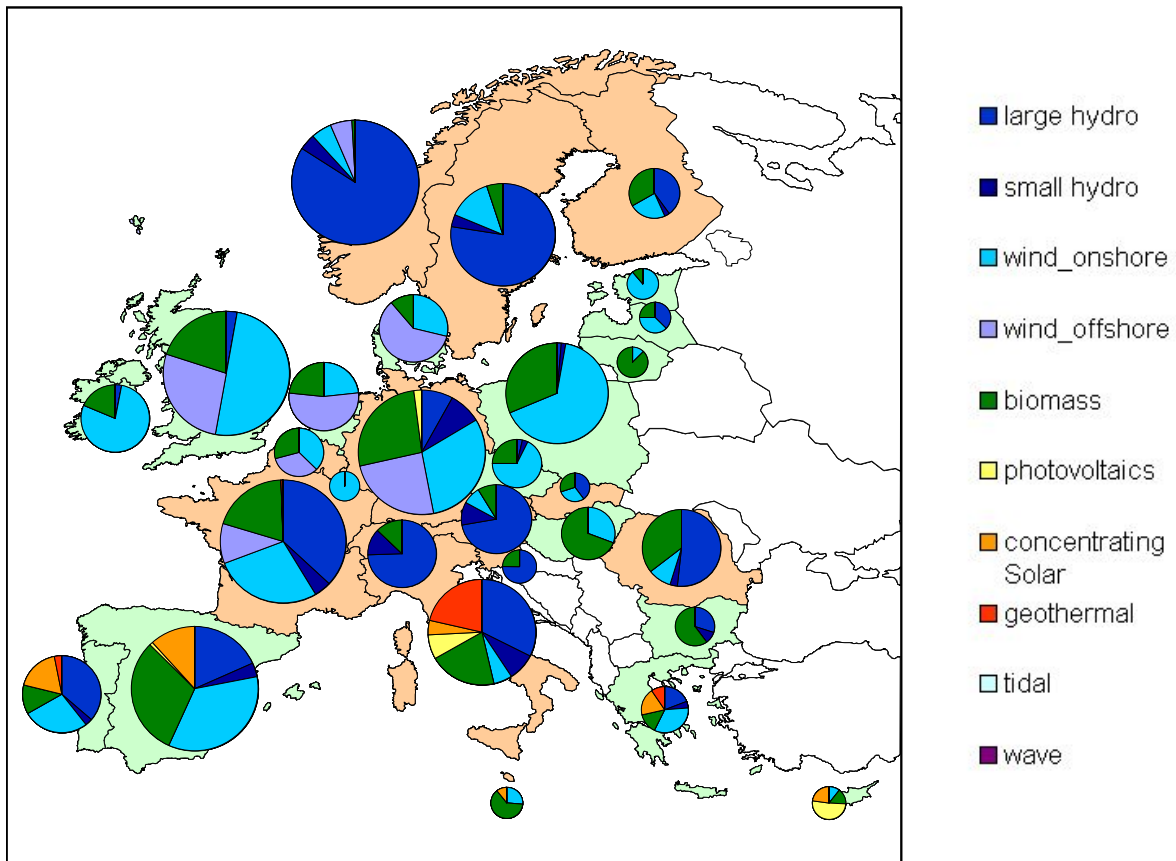 large hydro
small hydro
wind_onshore
wind_offshore
biomass
photovoltaics
concentrating
Solar
geothermal
tidal
wave